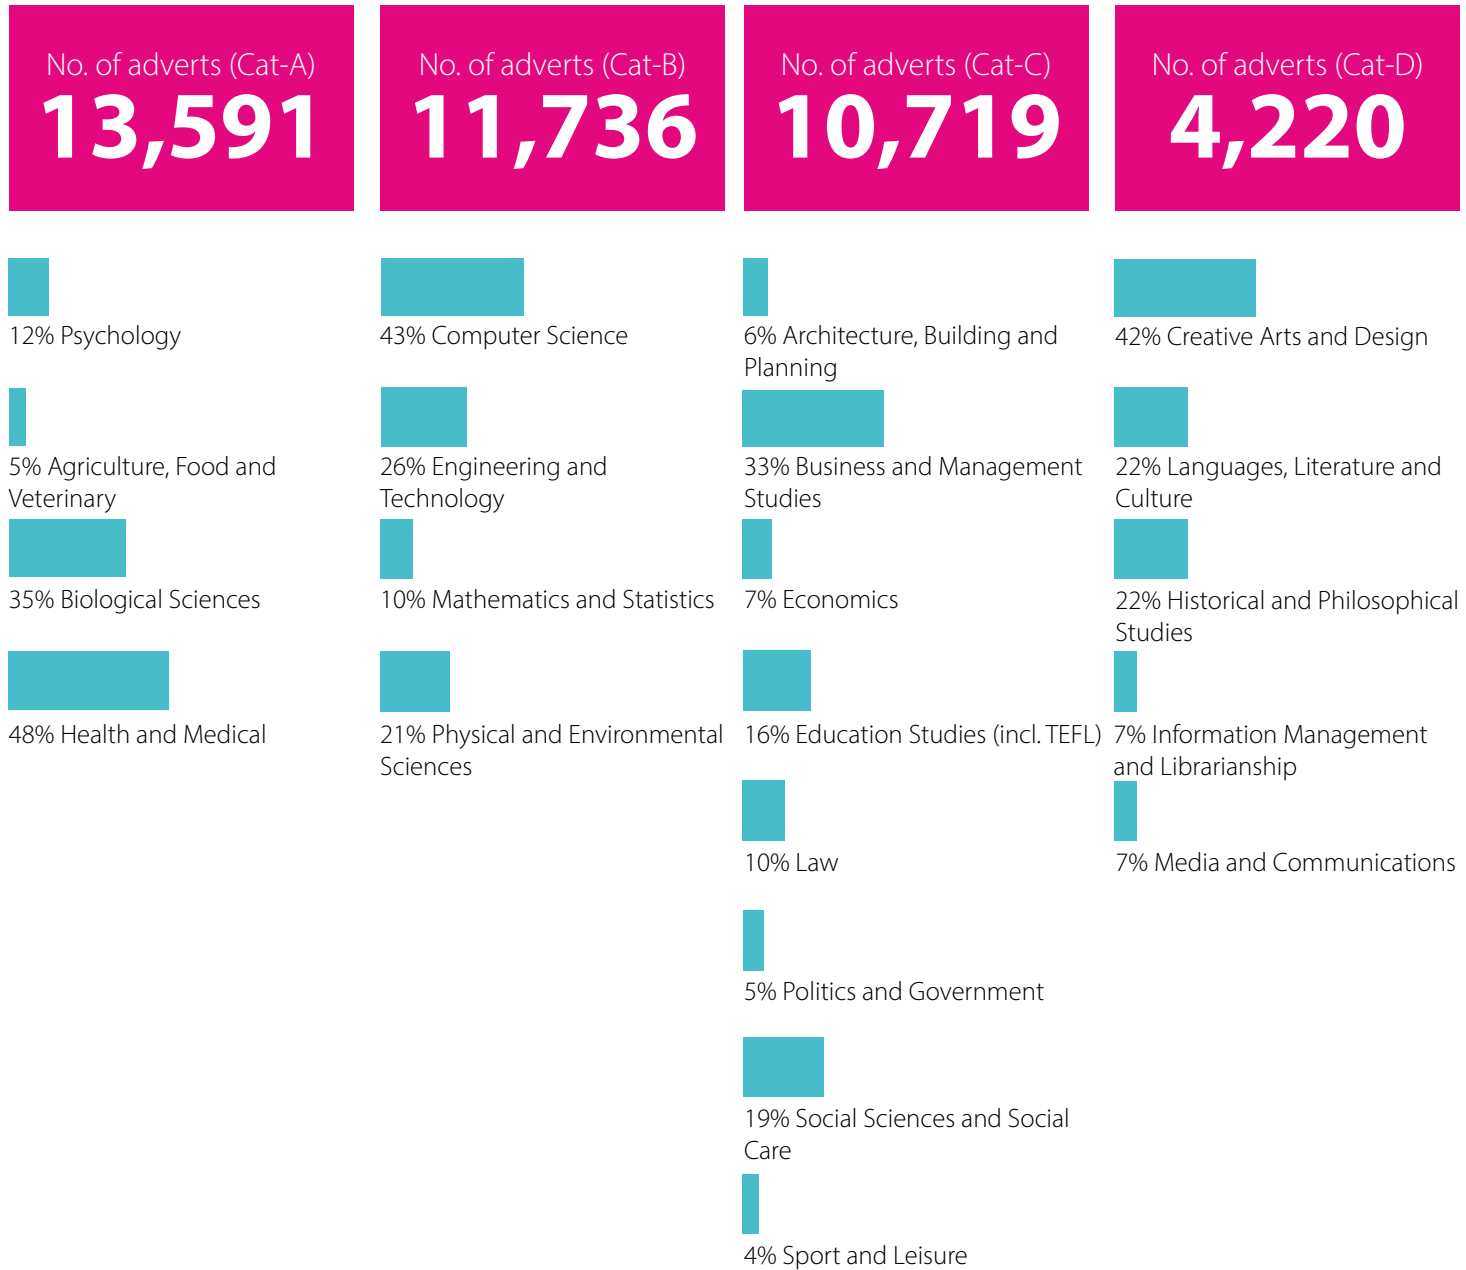 No. of adverts (Cat-A)
13,591
12% Psychology
5% Agriculture, Food and
Veterinary
35% Biological Sciences
48% Health and Medical
No. of adverts (Cat-B)
11,736
43% Computer Science
26% Engineering and
Technology
10% Mathematics and Statistics
21% Physical and Environmental
Sciences
No. of adverts (Cat-C)
10,719
6% Architecture, Building and
Planning
33% Business and Management
Studies
7% Economics
16% Education Studies (incl. TEFL)
10% Law
5% Politics and Government
19% Social Sciences and Social
Care
4% Sport and Leisure
No. of adverts (Cat-D)
4,220
42% Creative Arts and Design
22% Languages, Literature and
Culture
22% Historical and Philosophical
Studies
7% Information Management
and Librarianship
7% Media and Communications